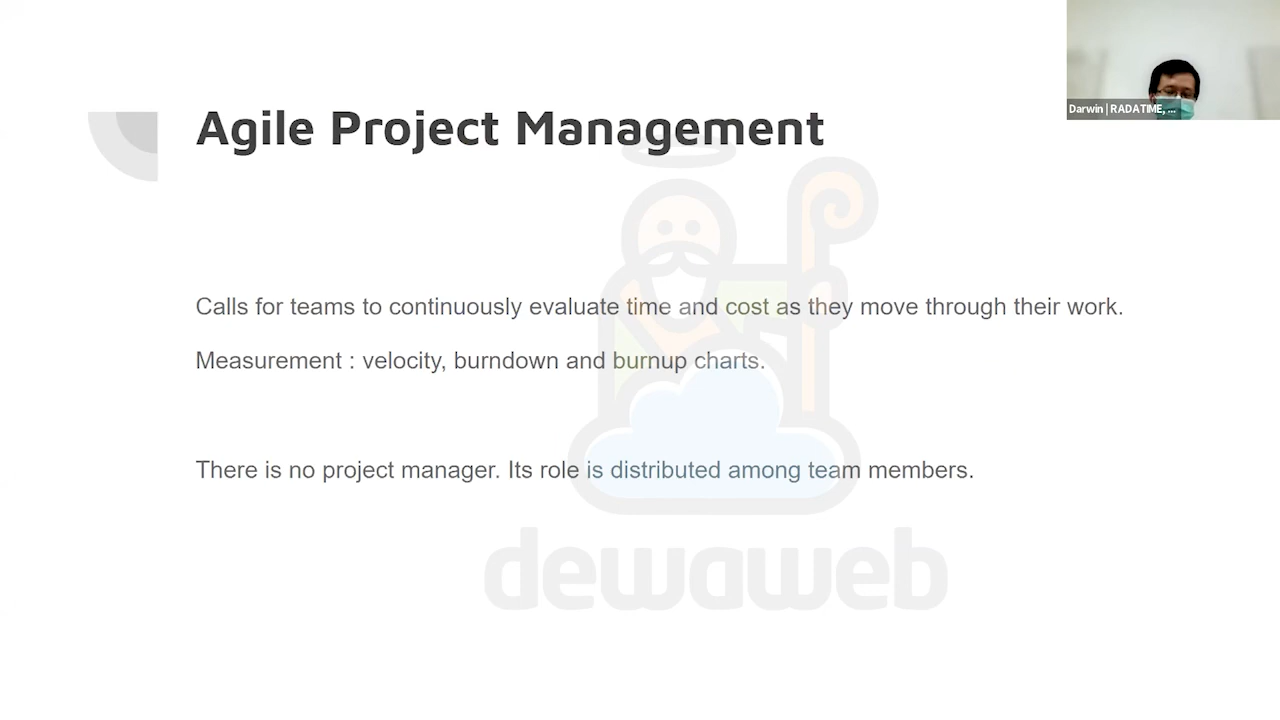 Darwin | RADATIME, ...
Agile Project Management
Calls for teams to continuously evaluate time and cost as they move through their work.
Measurement : velocity, burndown and burnup charts.
There is no project manager. Its role is distributed among team members.
dewaweb